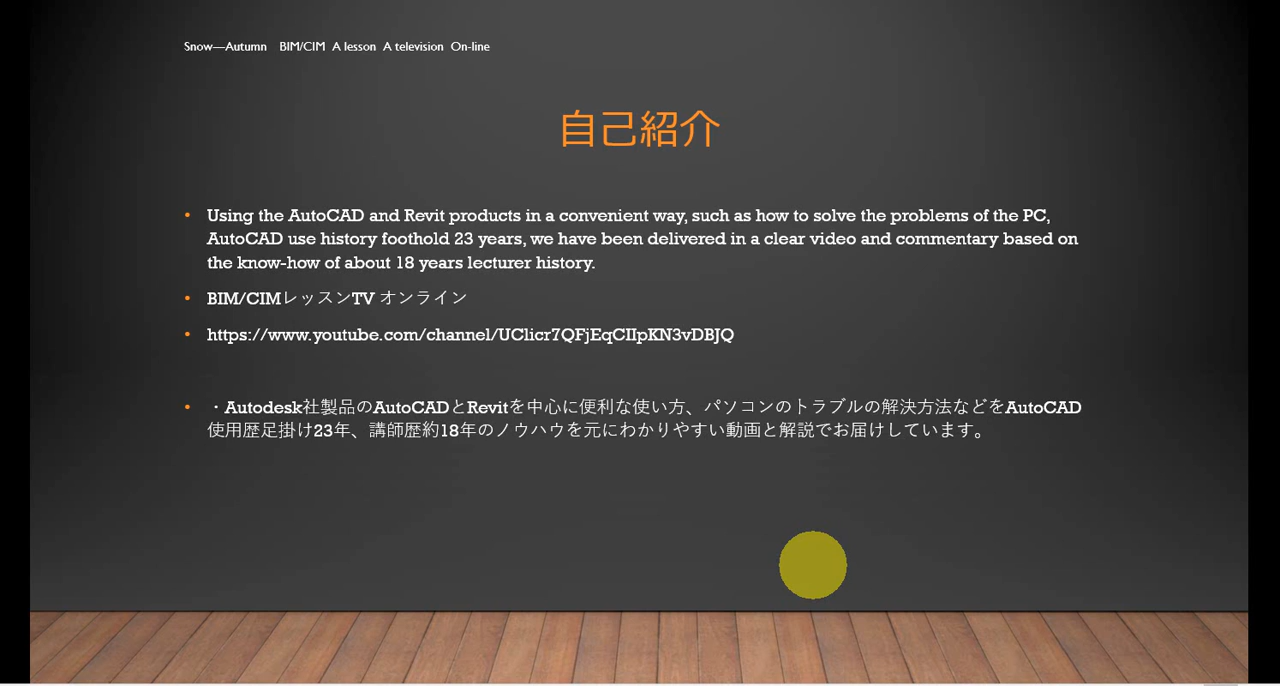 Snow—Autumn BIM/CIM A lesson A television On-line
自己紹介
• Using the AutoCAD and Revit products in a convenient way, such as how to solve the problems of the PC,
AutoCAD use history foothold 23 years, we have been delivered in a clear video and commentary based on
the know-how of about 18 years lecturer history.
• BIM/CIMレッスンTV オンライン
• https://www.youtube.com/channel/UClicr7QFjEqCIIpKN3vDBJQ
• ・Autodesk社製品のAutoCADとRevitを中心に便利な使い方、パソコンのトラブルの解決方法などをAutoCAD
使用歴足掛け23年、講師歴約18年のノウハウを元にわかりやすい動画と解説でお届けしています。